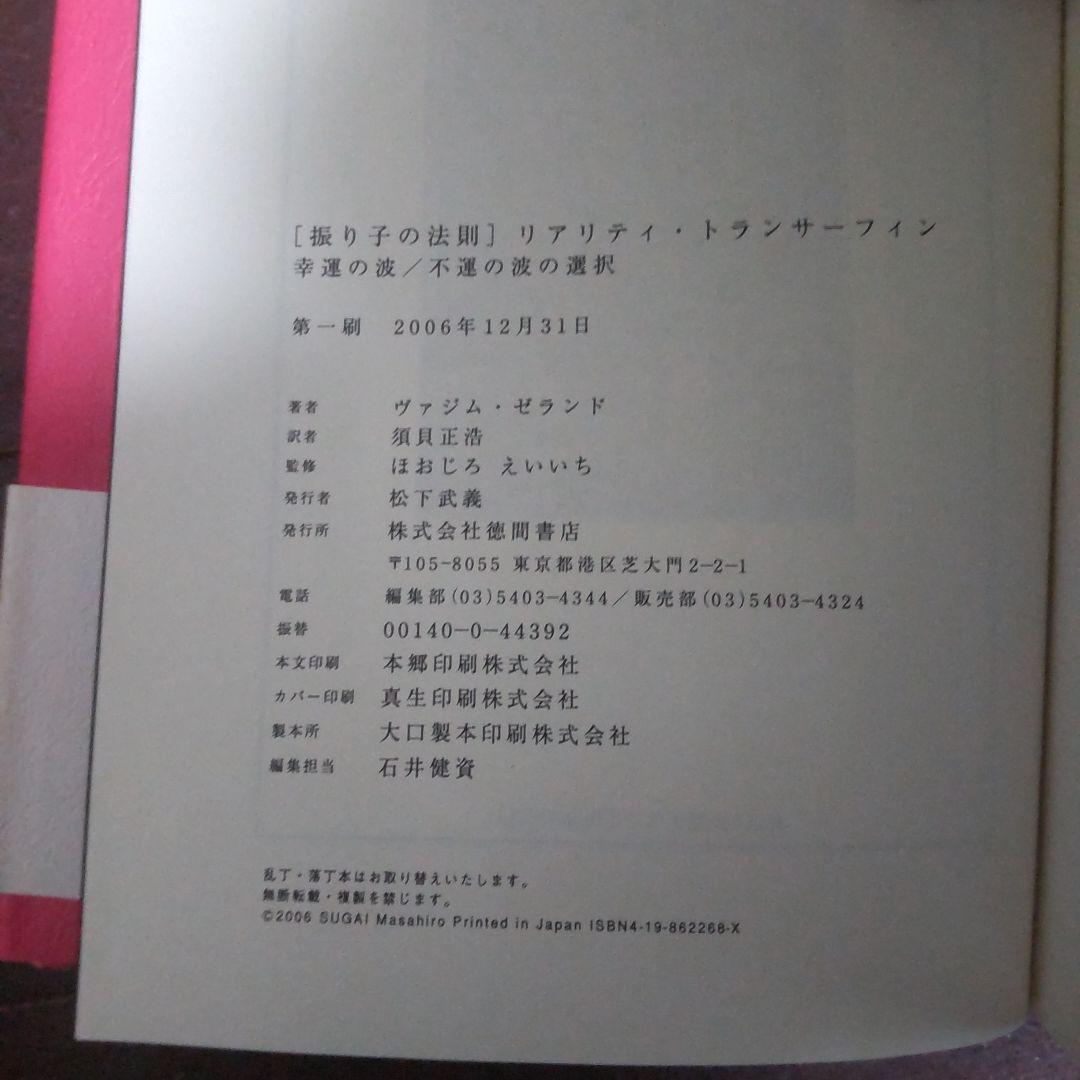 ［振り子の法則］リアリティ・トランサーフィン
幸運の波／不運の波の選択
第一刷 2006年12月31日
著者 ヴァジム・ゼランド
訳者 須貝正浩
監修 ほおじろ えいいち
発行者 松下武義
発行所 株式会社徳間書店
〒105-8055 東京都港区芝大門2-2-1
電話 編集部(03)5403-4344／販売部(03)5403-4324
振替 00140-0-44392
本文印刷 本郷印刷株式会社
カバー印刷 真生印刷株式会社
製本所 大口製本印刷株式会社
編集担当 石井健資
乱丁・落丁本はお取り替えいたします。
無断転載・複製を禁じます。
©2006 SUGAI Masahiro Printed in Japan ISBN4-19-862268-X